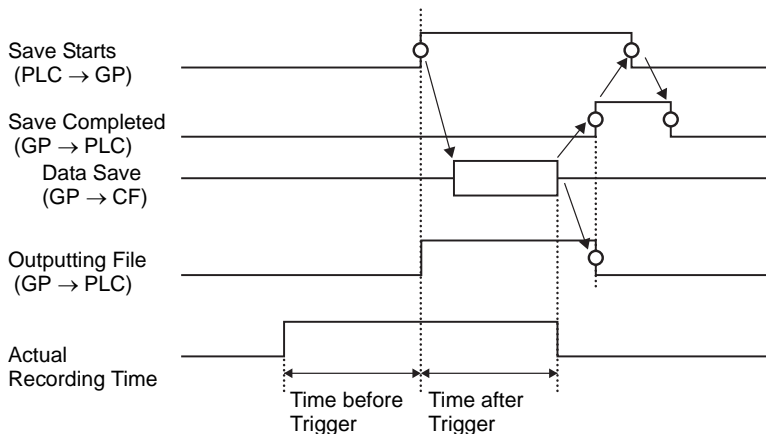 Save Starts
(PLC → GP)
Save Completed
(GP → PLC)
Data Save
(GP → CF)
Outputting File
(GP → PLC)
Actual
Recording Time
Time before
Trigger
Time after
Trigger